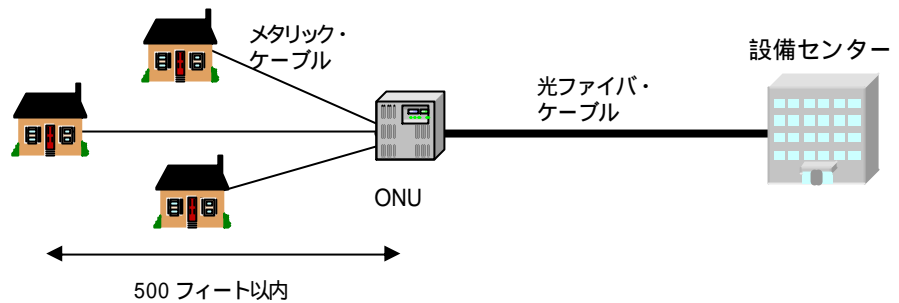 メタリック・
ケーブル
設備センター
光ファイバ・
ケーブル
ONU
500 フィート以内